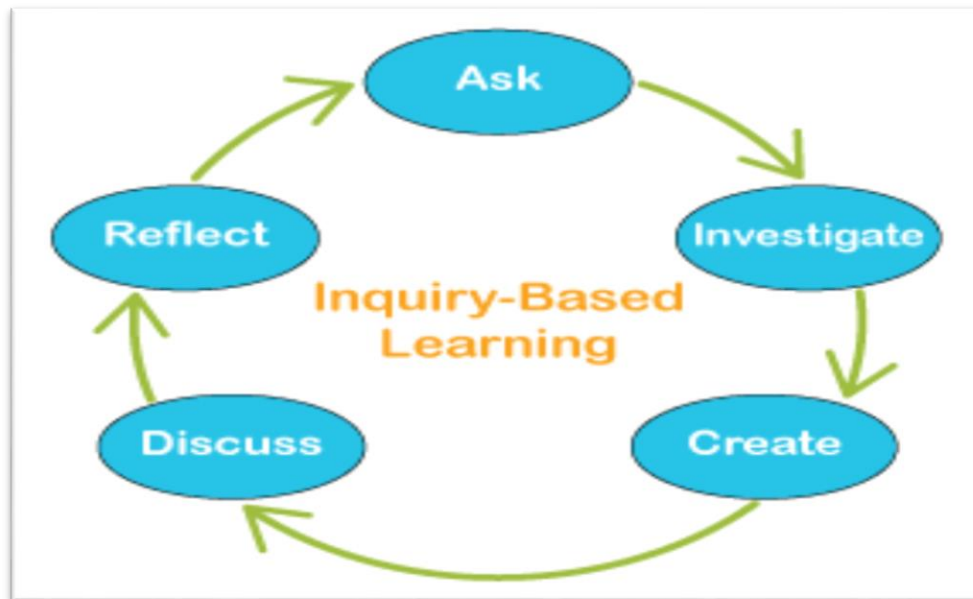 Ask
Investigate
Create
Discuss
Reflect
Inquiry-Based
Learning